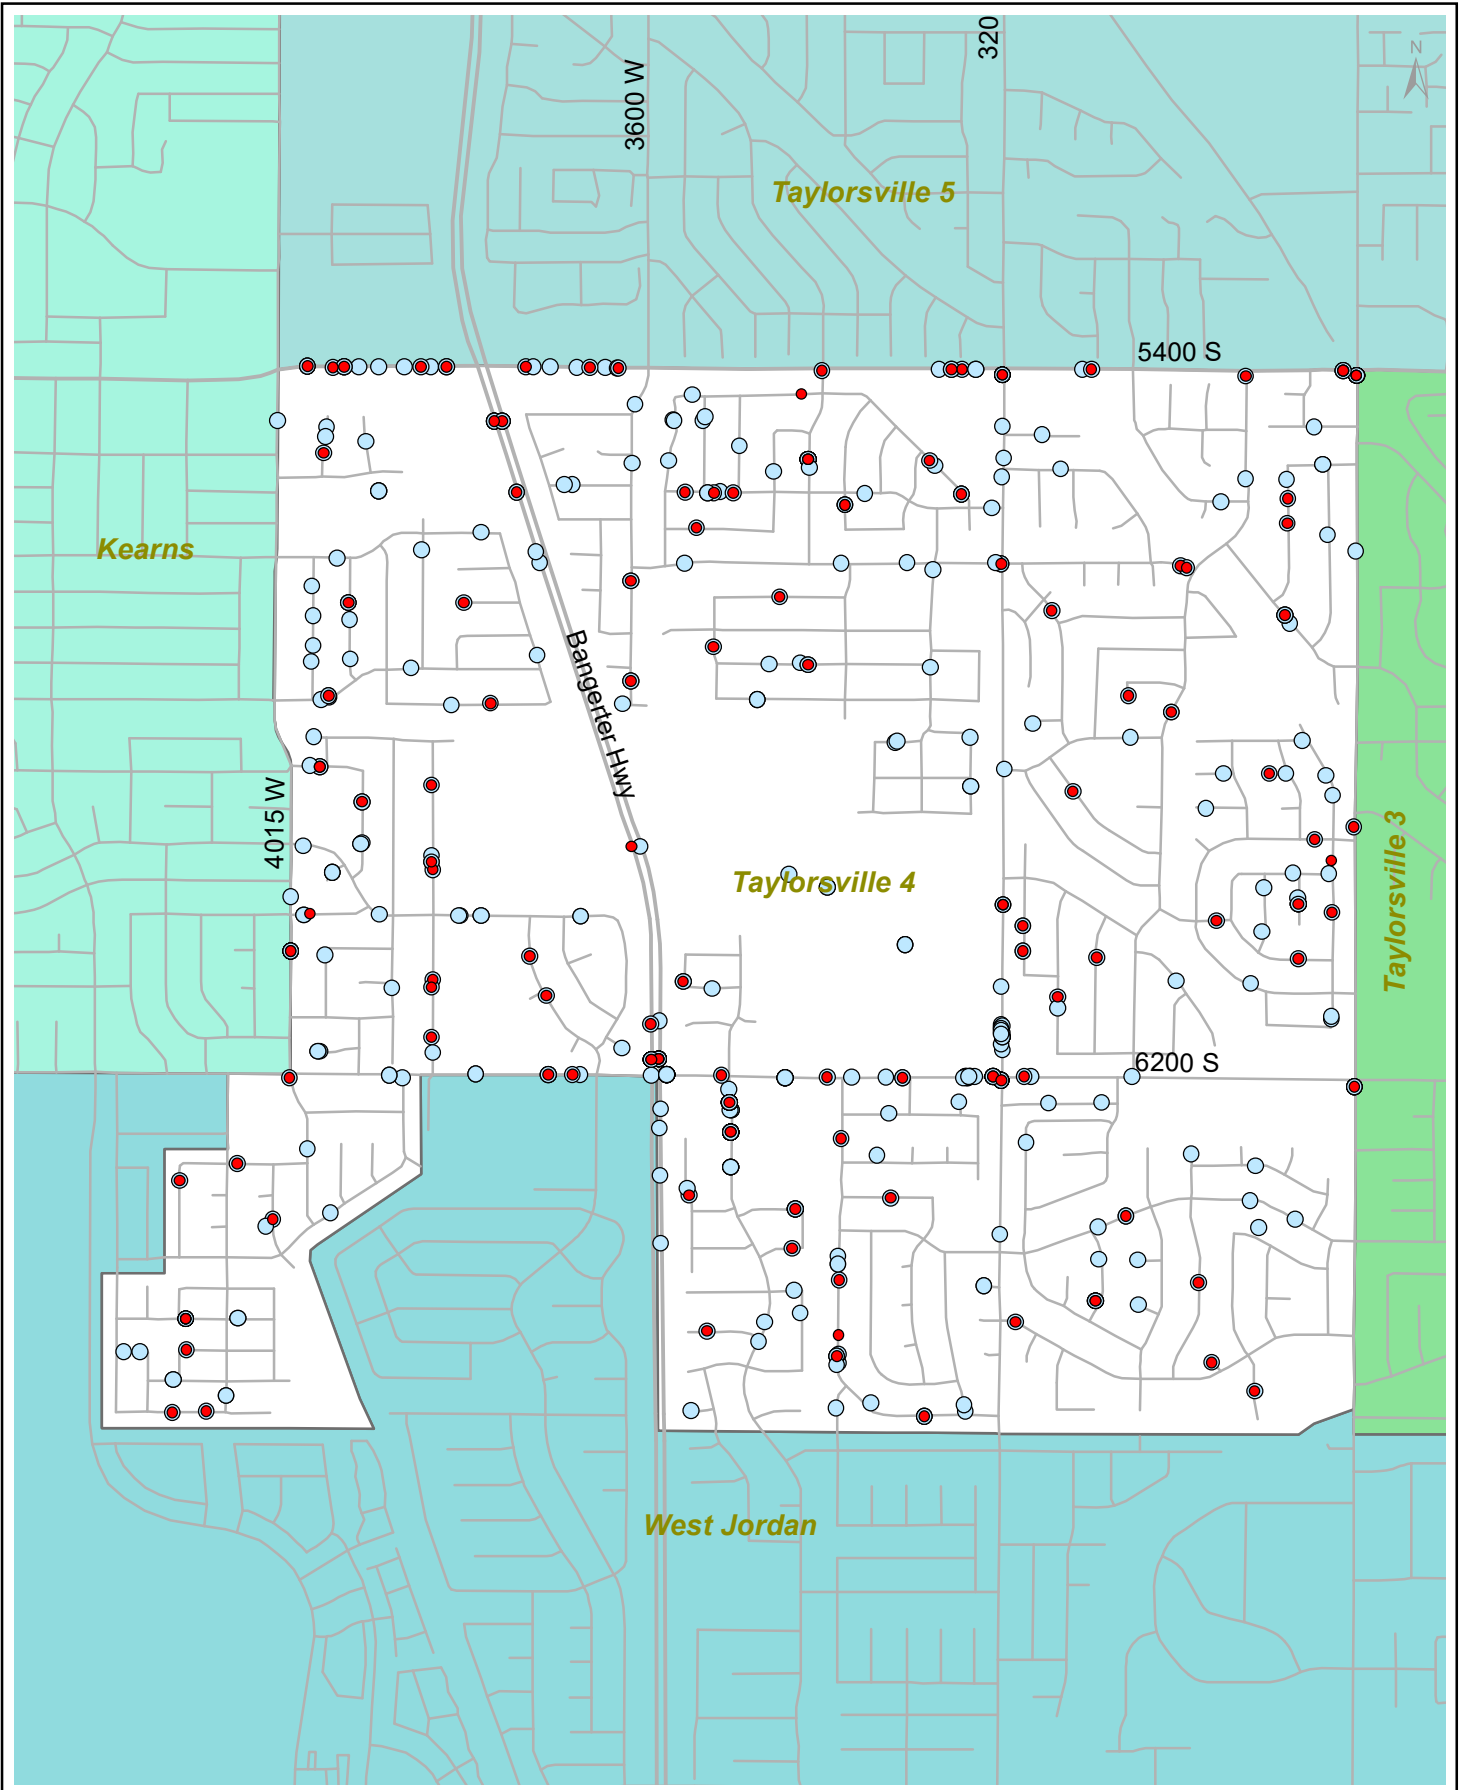 320
3600 W
N
Taylorsville 5
5400 S
Kearns
Bangerter Hwy
4015 W
Taylorsville 4
Taylorsville 3
6200 S
West Jordan